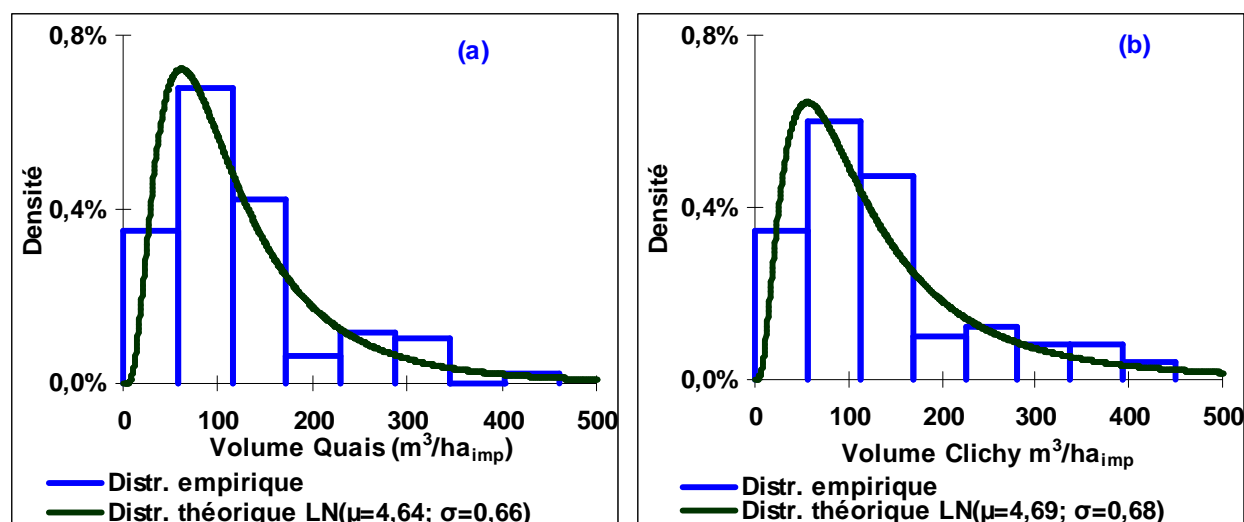 (a)
0,8%
0,4%
0,0%
Densité
0 100 200 300 400 500
Volume Quais (m³/ha_imp)
Distr. empirique
Distr. théorique LN(µ=4,64; σ=0,66)
(b)
0,8%
0,4%
0,0%
Densité
0 100 200 300 400 500
Volume Clichy m³/ha_imp
Distr. empirique
Distr. théorique LN(µ=4,69; σ=0,68)